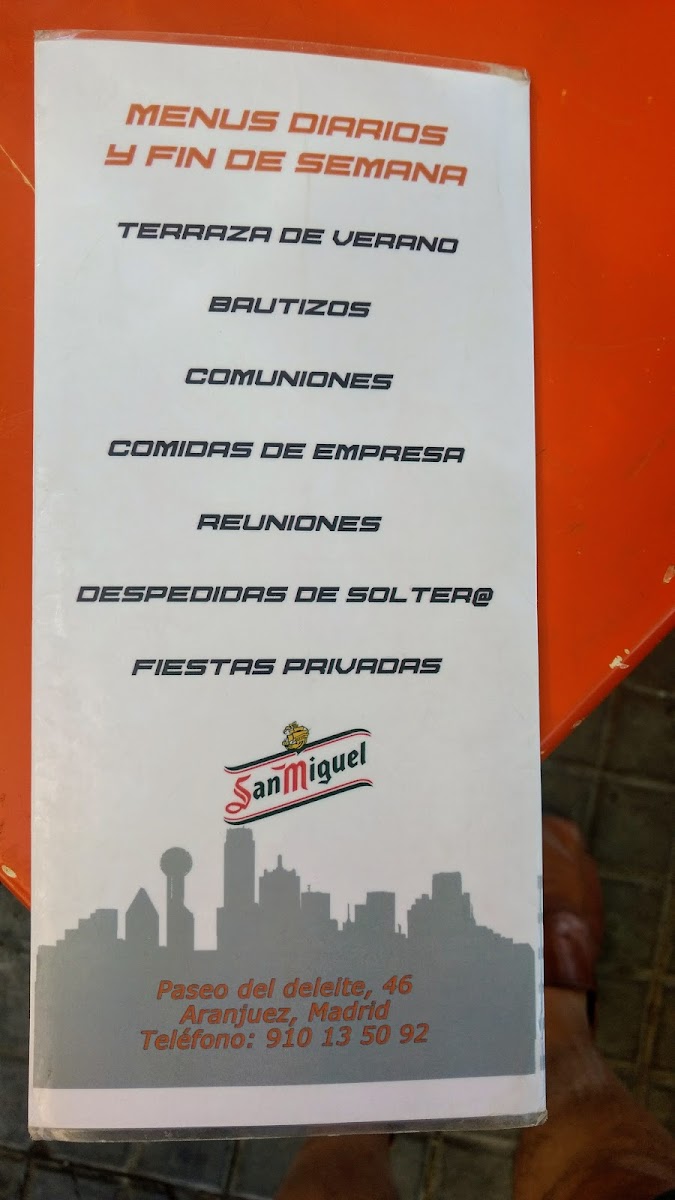 MENUS DIARIOS
Y FIN DE SEMANA
TERRAZA DE VERANO
BAUTIZOS
COMUNIONES
COMIDAS DE EMPRESA
REUNIONES
DESPEDIDAS DE SOLTER@
FIESTAS PRIVADAS
San Miguel
Paseo del deleite, 46
Aranjuez, Madrid
Teléfono: 910 13 50 92